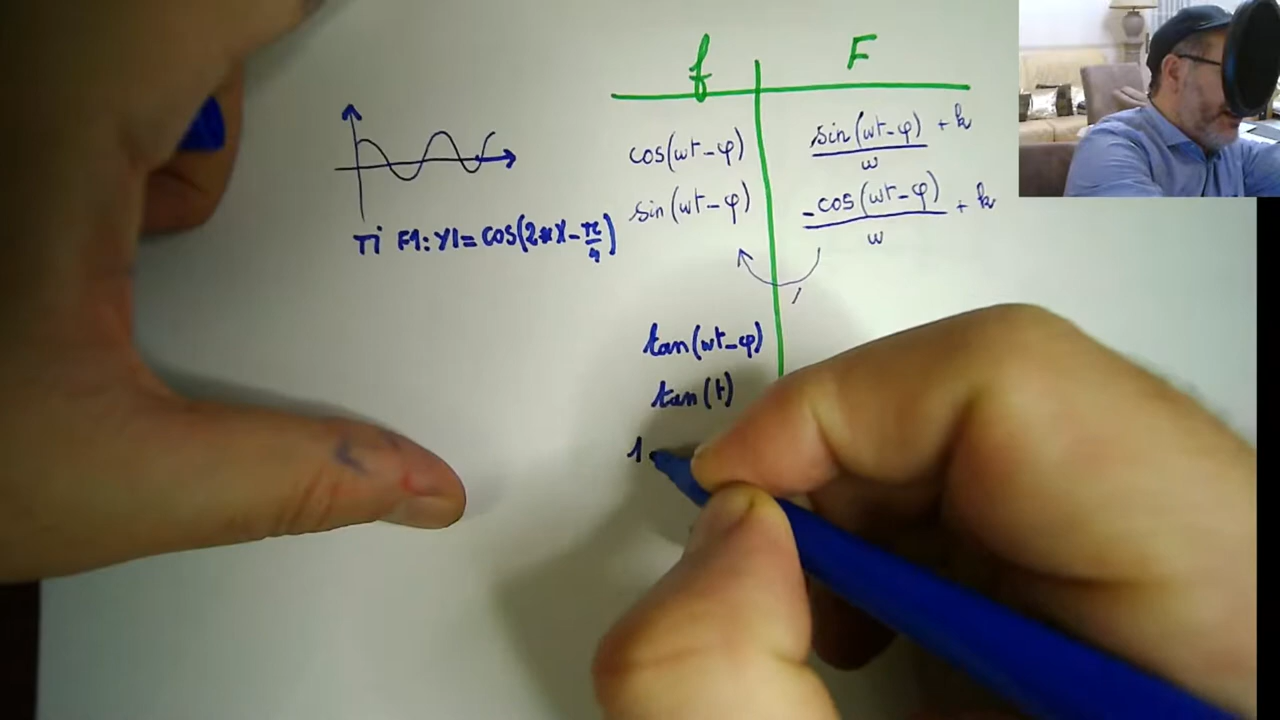 f F
cos(ωt-φ) sin(ωt-φ)/ω + k
sin(ωt-φ) -cos(ωt-φ)/ω + k
Ti F1: Y1=cos(2*X-π/4)
'
tan(ωt-φ)
tan(t)
1